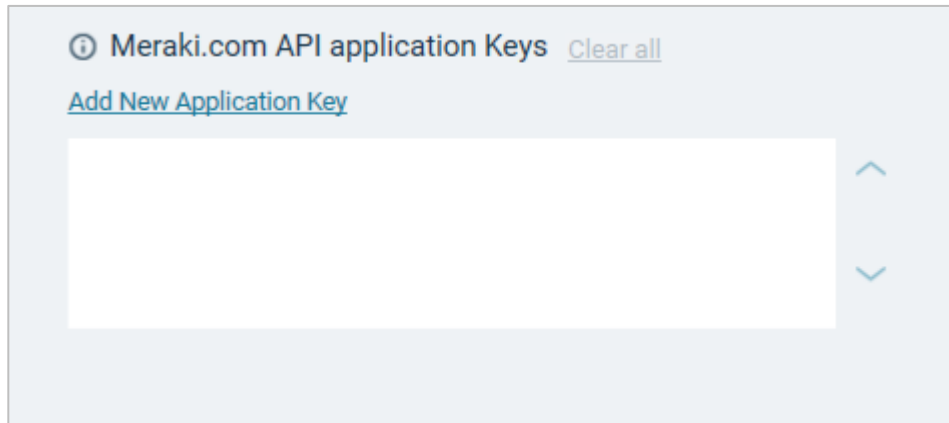 Meraki.com API application Keys Clear all
Add New Application Key